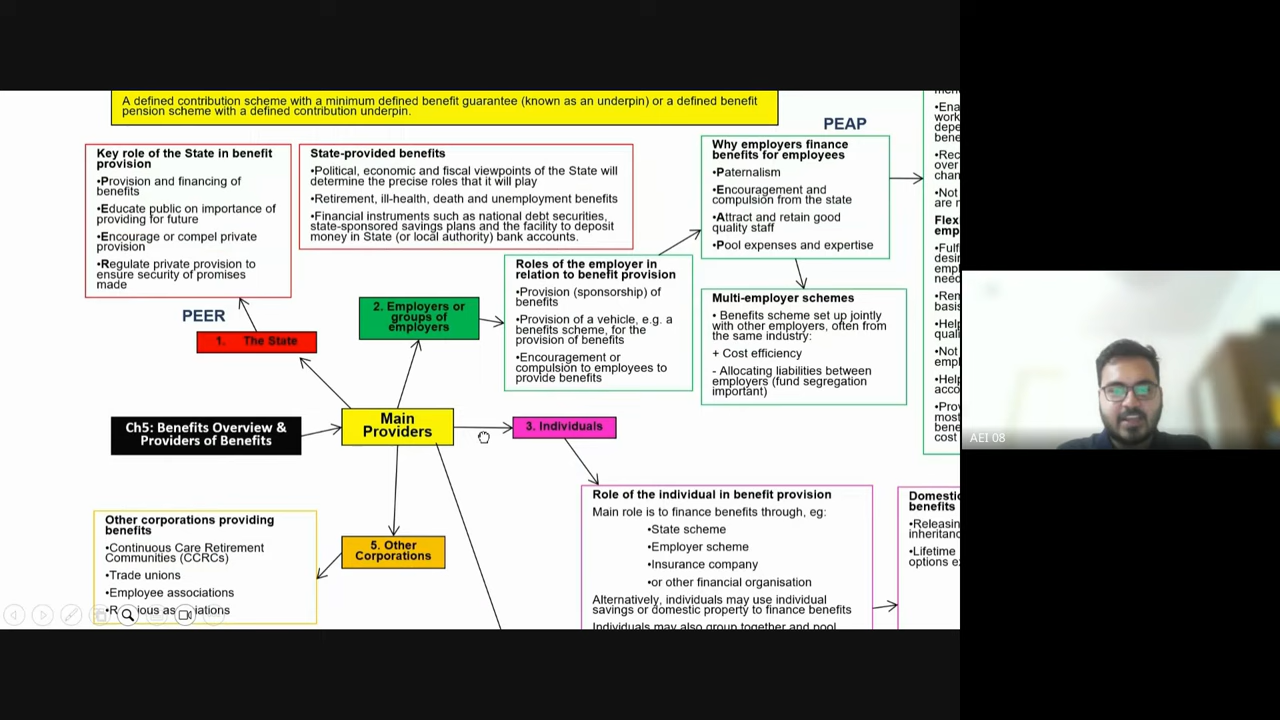 A defined contribution scheme with a minimum defined benefit guarantee (known as an underpin) or a defined benefit
pension scheme with a defined contribution underpin.
PEAP
Key role of the State in benefit
provision
•Provision and financing of
benefits
•Educate public on importance of
providing for future
•Encourage or compel private
provision
•Regulate private provision to
ensure security of promises
made
State-provided benefits
•Political, economic and fiscal viewpoints of the State will
determine the precise roles that it will play
•Retirement, ill-health, death and unemployment benefits
•Financial instruments such as national debt securities,
state-sponsored savings plans and the facility to deposit
money in State (or local authority) bank accounts.
Why employers finance
benefits for employees
•Paternalism
•Encouragement and
compulsion from the state
•Attract and retain good
quality staff
•Pool expenses and expertise
Roles of the employer in
relation to benefit provision
•Provision (sponsorship) of
benefits
•Provision of a vehicle, e.g. a
benefits scheme, for the
provision of benefits
•Encouragement or
compulsion to employees to
provide benefits
Multi-employer schemes
• Benefits scheme set up jointly
with other employers, often from
the same industry:
+ Cost efficiency
- Allocating liabilities between
employers (fund segregation
important)
PEER
1. The State
2. Employers or
groups of
employers
Ch5: Benefits Overview &
Providers of Benefits
Main
Providers
3. Individuals
5. Other
Corporations
Other corporations providing
benefits
•Continuous Care Retirement
Communities (CCRCs)
•Trade unions
•Employee associations
Role of the individual in benefit provision
Main role is to finance benefits through, eg:
•State scheme
•Employer scheme
•Insurance company
•or other financial organisation
Alternatively, individuals may use individual
savings or domestic property to finance benefits
Individuals may also group together and pool
•Not
Flex
•Help
•Not
•Help
cost
Domestic
benefits
•Lifetime
AEI 08